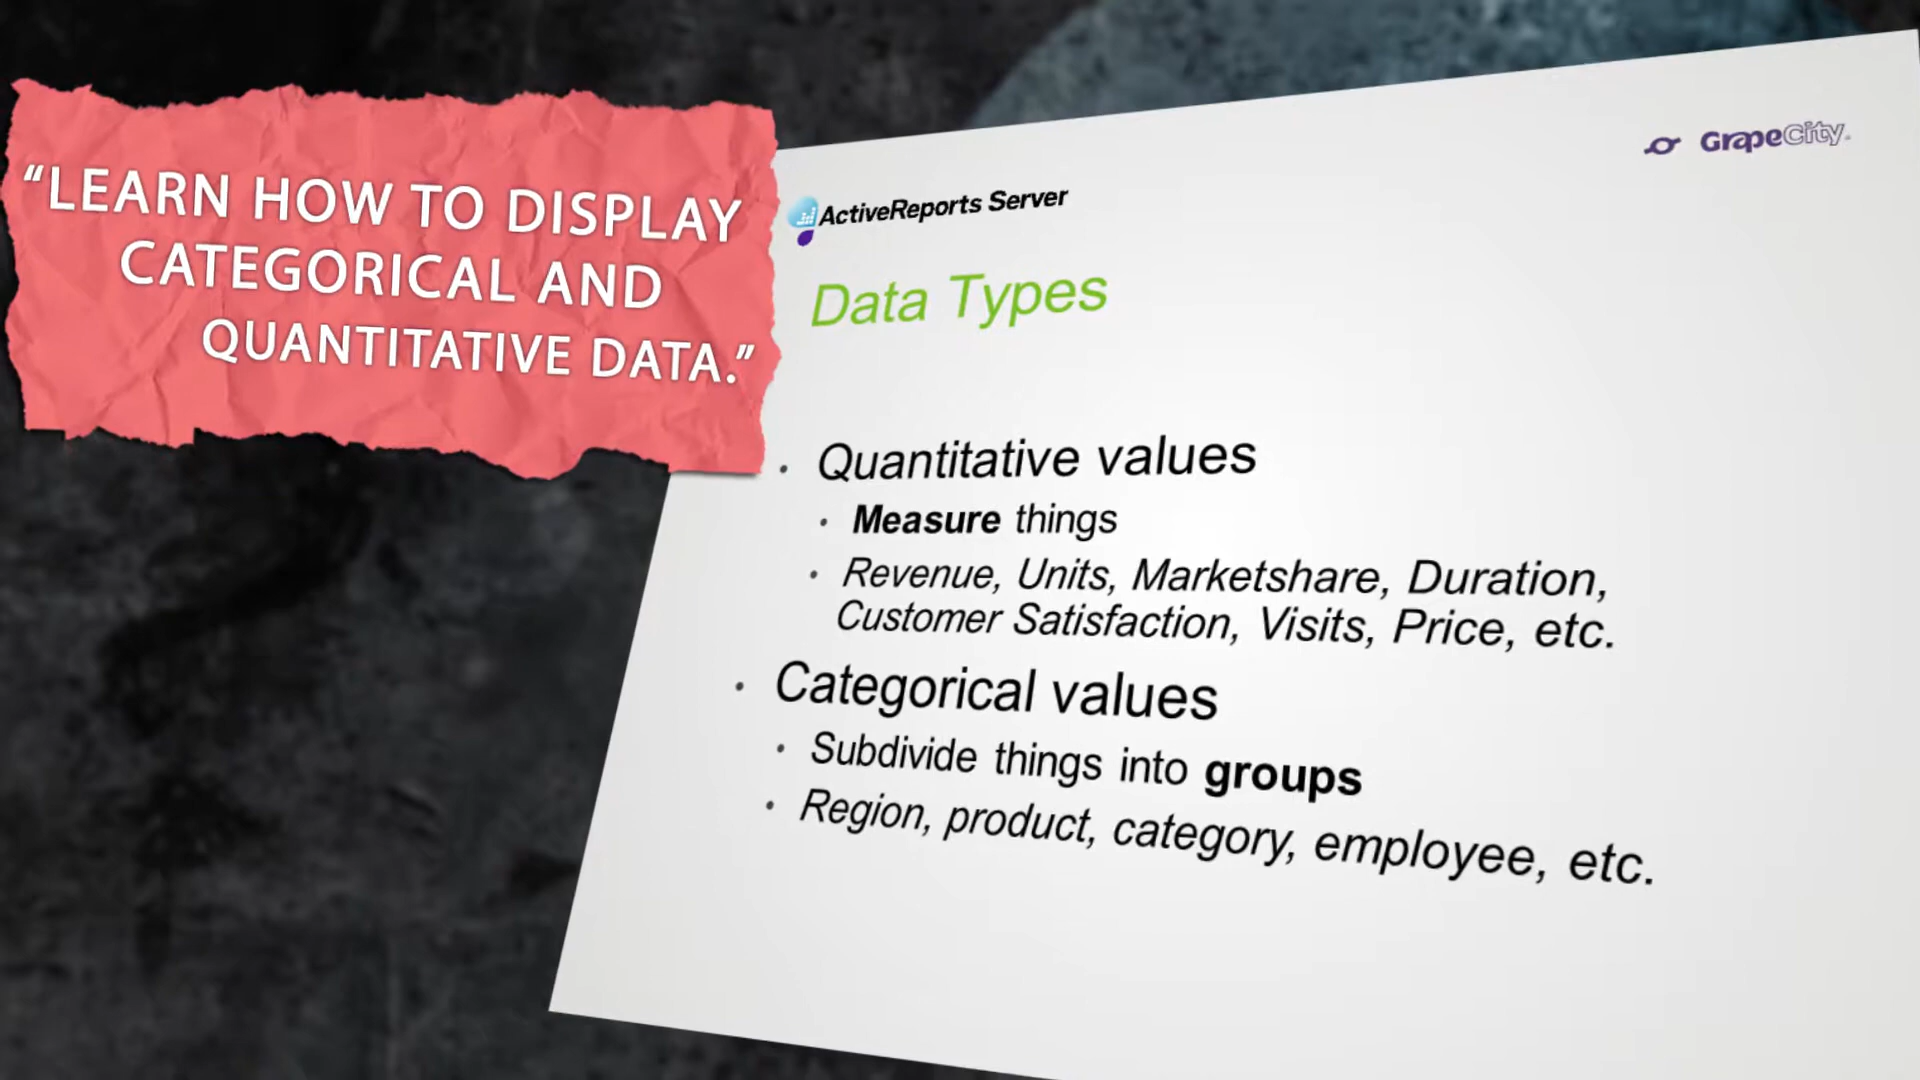 “LEARN HOW TO DISPLAY
CATEGORICAL AND
QUANTITATIVE DATA.”
GrapeCity
ActiveReports Server
Data Types
• Quantitative values
• Measure things
• Revenue, Units, Marketshare, Duration,
Customer Satisfaction, Visits, Price, etc.
• Categorical values
• Subdivide things into groups
• Region, product, category, employee, etc.